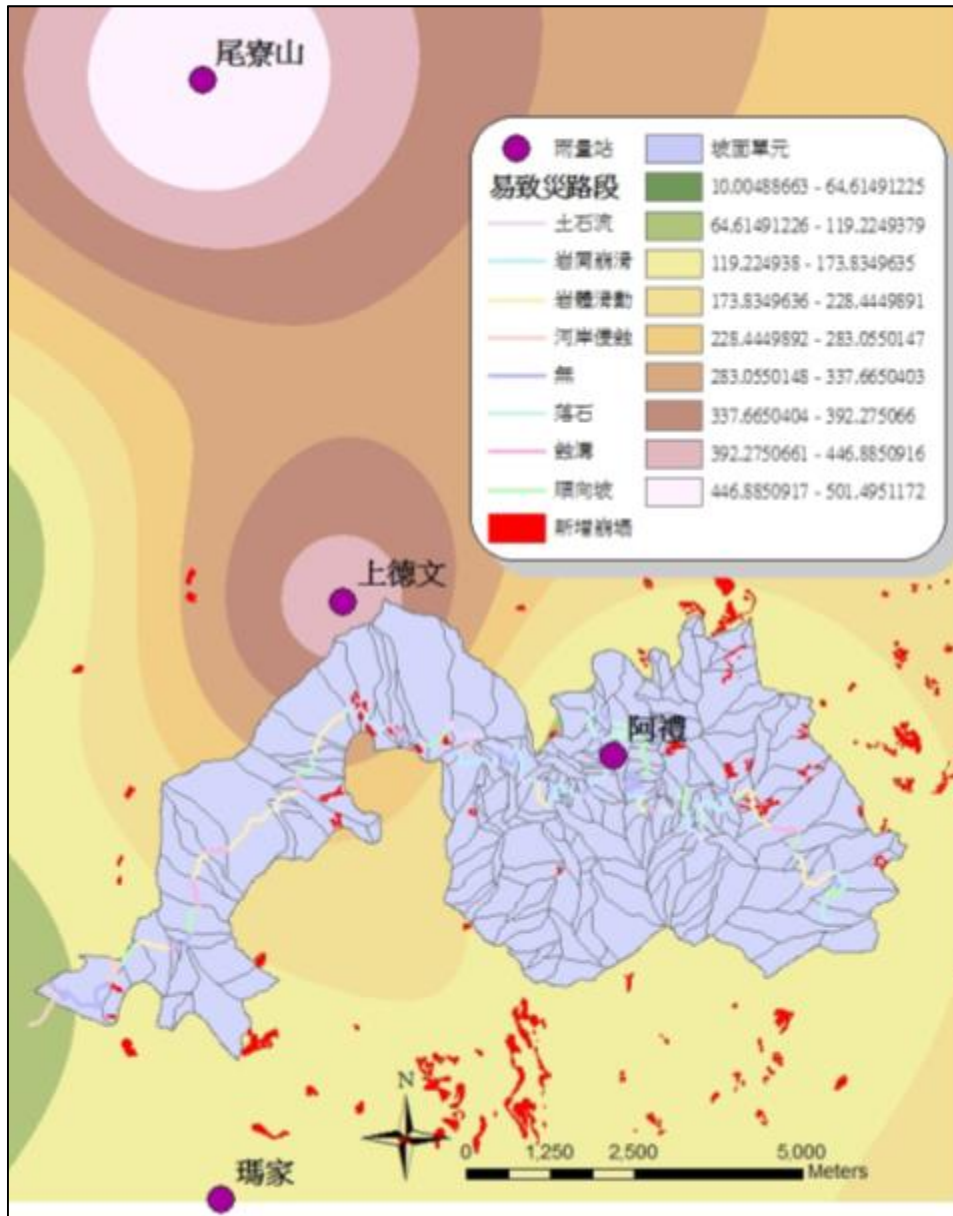 尾寮山
雨量站
易致災路段
土石流
岩屑崩滑
岩體滑動
河岸侵蝕
無
落石
蝕溝
順向坡
新增崩塌
坡面單元
10.00488663 - 64.61491225
64.61491226 - 119.2249379
119.224938 - 173.8349635
173.8349636 - 228.4449891
228.4449892 - 283.0550147
283.0550148 - 337.6650403
337.6650404 - 392.275066
392.2750661 - 446.8850916
446.8850917 - 501.4951172
上德文
阿禮
N
0 1,250 2,500 5,000
Meters
瑪家